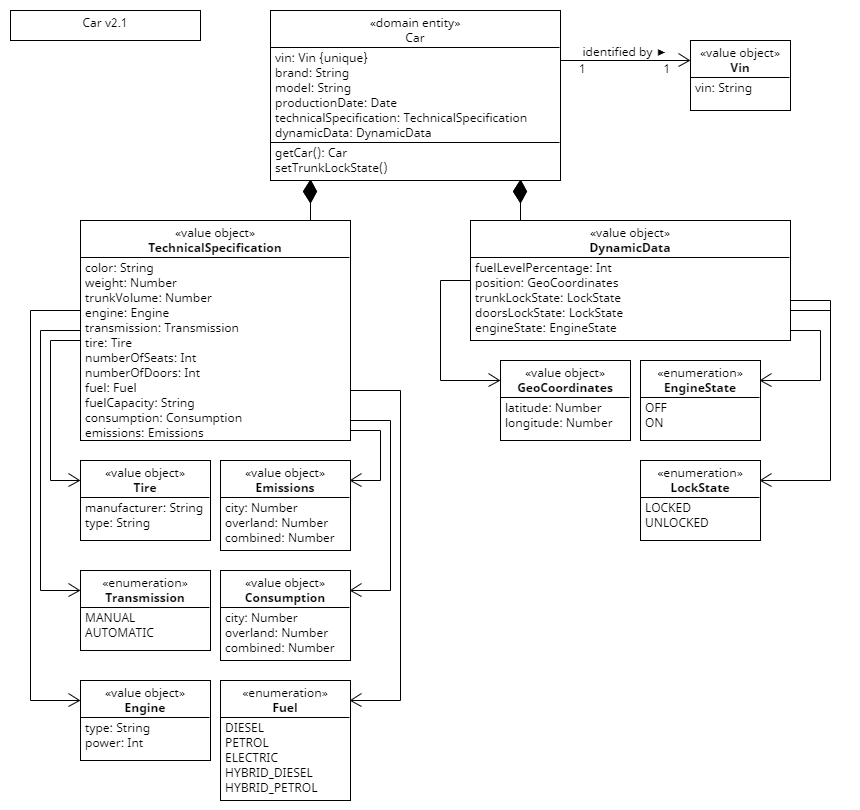 Car v2.1
«domain entity»
Car
vin: Vin {unique}
brand: String
model: String
productionDate: Date
technicalSpecification: TechnicalSpecification
dynamicData: DynamicData
getCar(): Car
setTrunkLockState()
identified by ►
1
1
«value object»
Vin
vin: String
«value object»
TechnicalSpecification
color: String
weight: Number
trunkVolume: Number
engine: Engine
transmission: Transmission
tire: Tire
numberOfSeats: Int
numberOfDoors: Int
fuel: Fuel
fuelCapacity: String
consumption: Consumption
emissions: Emissions
«value object»
DynamicData
fuelLevelPercentage: Int
position: GeoCoordinates
trunkLockState: LockState
doorsLockState: LockState
engineState: EngineState
«value object»
GeoCoordinates
latitude: Number
longitude: Number
«enumeration»
EngineState
OFF
ON
«value object»
Tire
manufacturer: String
type: String
«value object»
Emissions
city: Number
overland: Number
combined: Number
«enumeration»
LockState
LOCKED
UNLOCKED
«enumeration»
Transmission
MANUAL
AUTOMATIC
«value object»
Consumption
city: Number
overland: Number
combined: Number
«value object»
Engine
type: String
power: Int
«enumeration»
Fuel
DIESEL
PETROL
ELECTRIC
HYBRID_DIESEL
HYBRID_PETROL